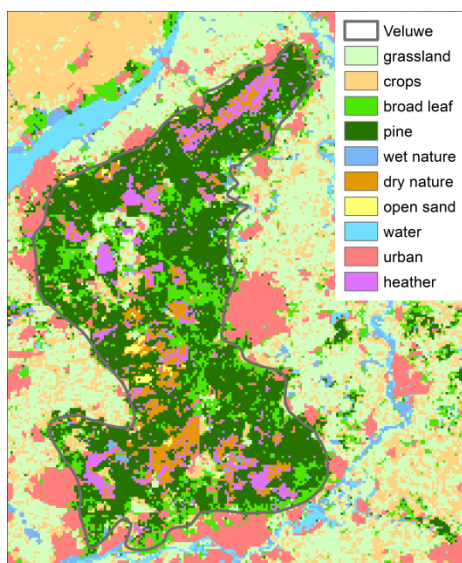 Veluwe
grassland
crops
broad leaf
pine
wet nature
dry nature
open sand
water
urban
heather